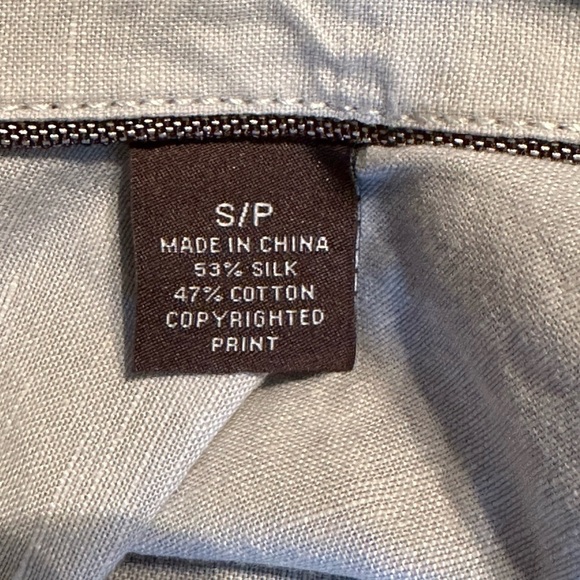 S/P
MADE IN CHINA
53% SILK
47% COTTON
COPYRIGHTED
PRINT